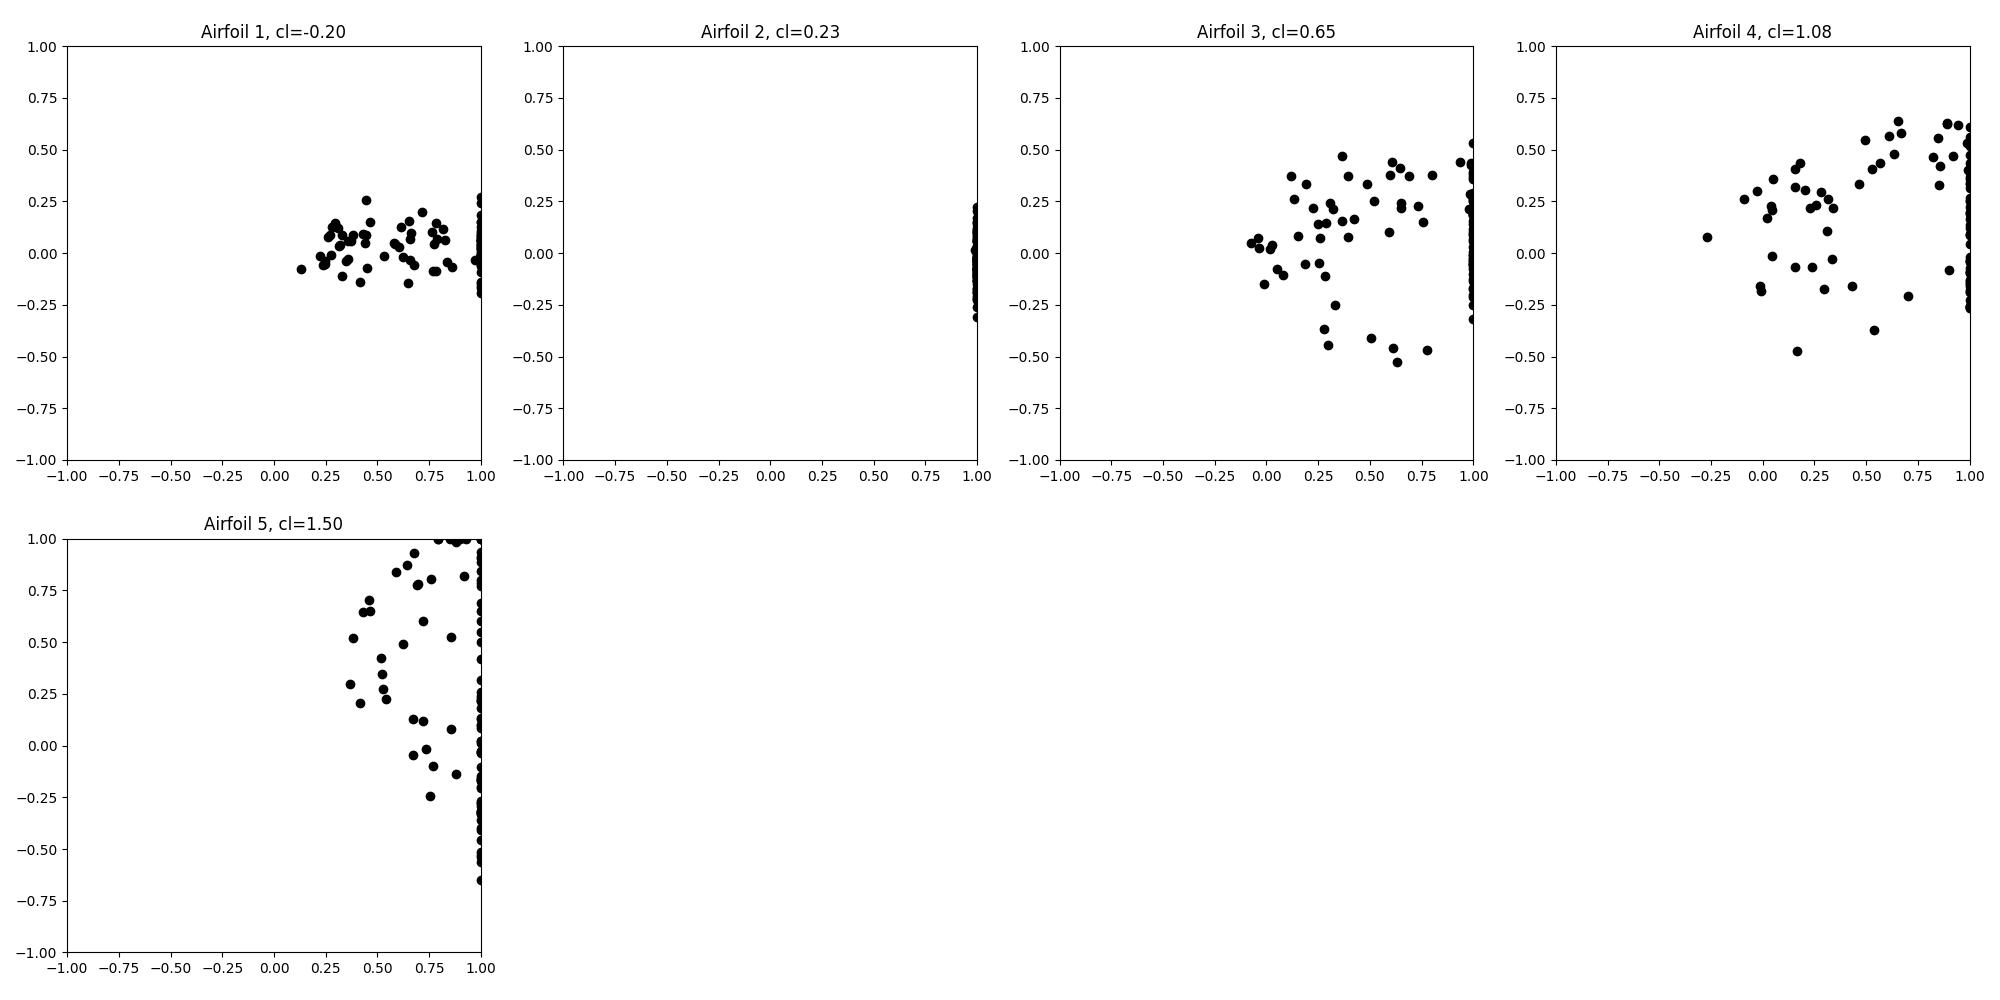 Airfoil 1, cl=-0.20
Airfoil 2, cl=0.23
Airfoil 3, cl=0.65
Airfoil 4, cl=1.08
1.00 1.00 1.00 1.00
0.75 0.75 0.75 0.75
0.50 0.50 0.50 0.50
0.25 0.25 0.25 0.25
0.00 0.00 0.00 0.00
−0.25 −0.25 −0.25 −0.25
−0.50 −0.50 −0.50 −0.50
−0.75 −0.75 −0.75 −0.75
−1.00 −1.00 −1.00 −1.00
−1.00 −0.75 −0.50 −0.25 0.00 0.25 0.50 0.75 1.00
−1.00 −0.75 −0.50 −0.25 0.00 0.25 0.50 0.75 1.00
−1.00 −0.75 −0.50 −0.25 0.00 0.25 0.50 0.75 1.00
−1.00 −0.75 −0.50 −0.25 0.00 0.25 0.50 0.75 1.00
Airfoil 5, cl=1.50
1.00
0.75
0.50
0.25
0.00
−0.25
−0.50
−0.75
−1.00
−1.00 −0.75 −0.50 −0.25 0.00 0.25 0.50 0.75 1.00